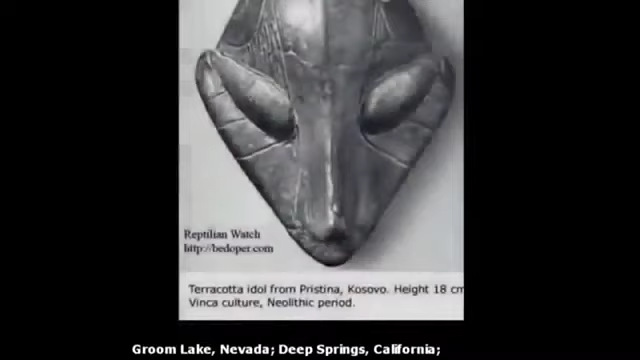 Reptilian Watch
http://bedoper.com
Terracotta idol from Pristina, Kosovo. Height 18 cm
Vinca culture, Neolithic period.
Groom Lake, Nevada; Deep Springs, California;